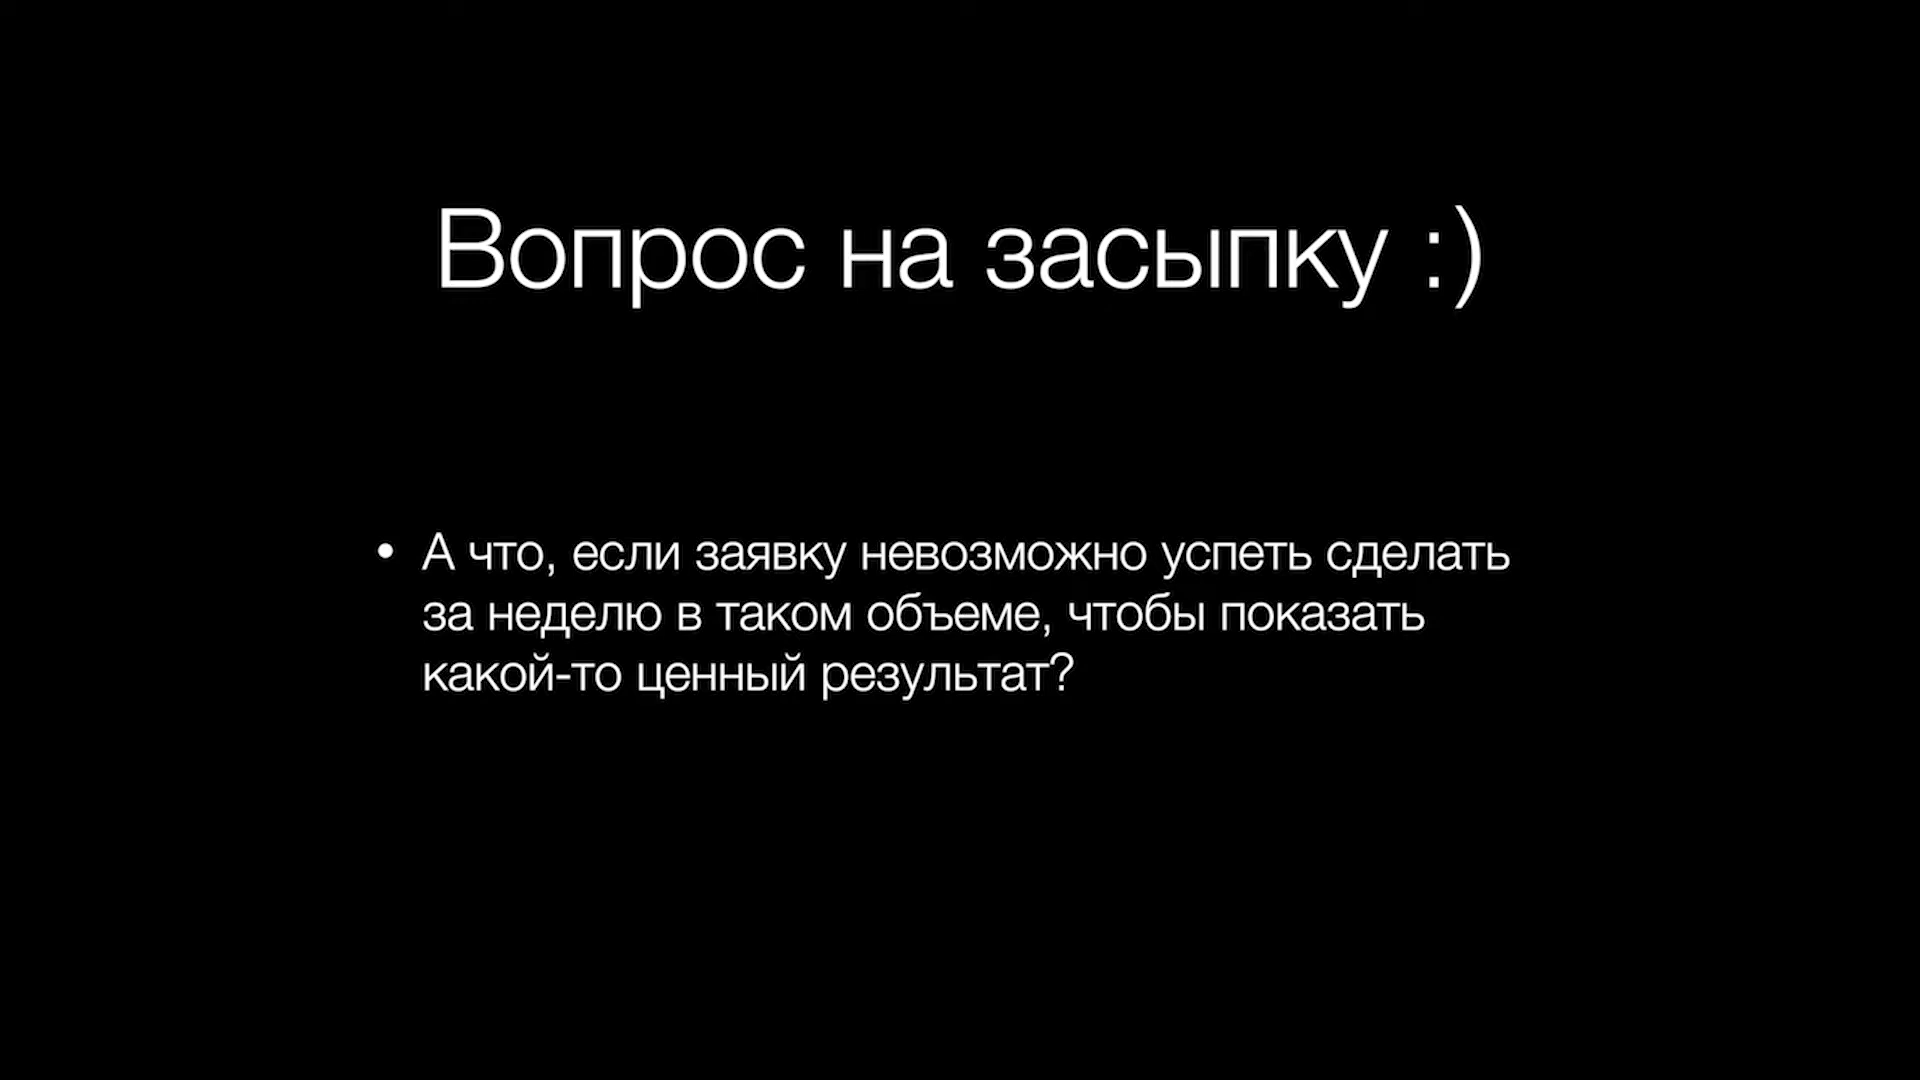 Вопрос на засыпку :)
• А что, если заявку невозможно успеть сделать
за неделю в таком объеме, чтобы показать
какой-то ценный результат?